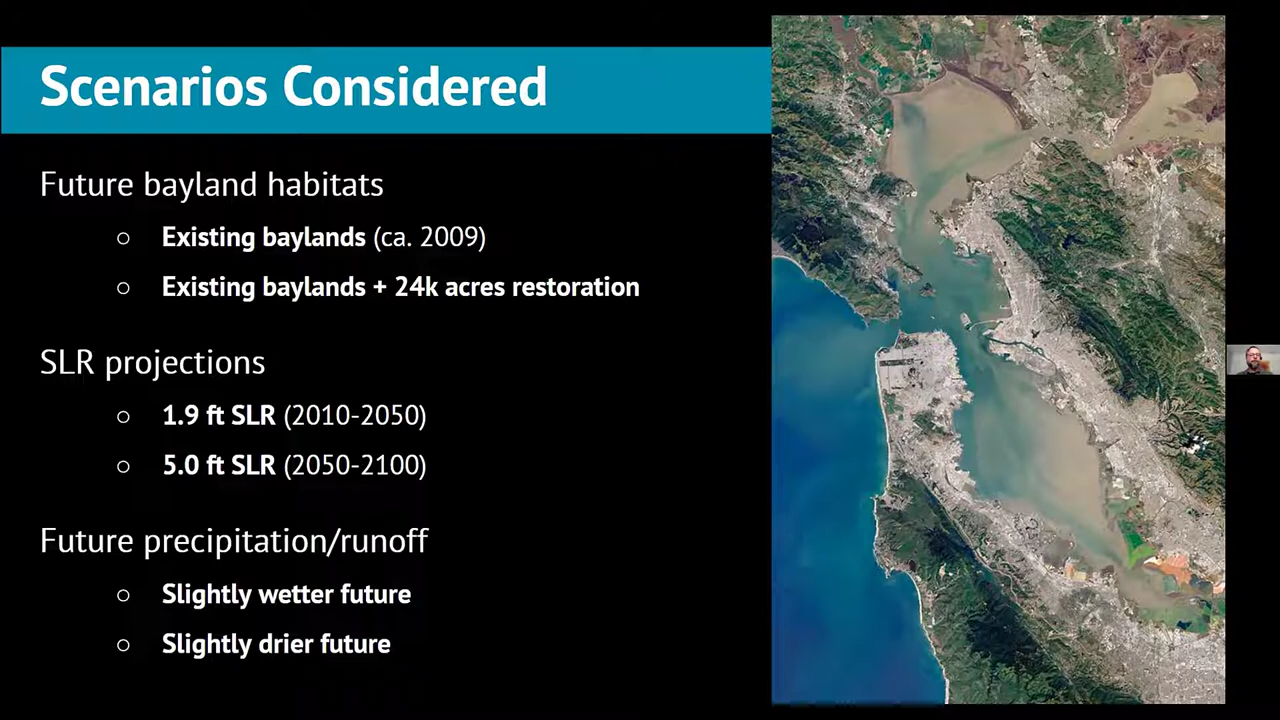 Scenarios Considered
Future bayland habitats
Existing baylands (ca. 2009)
Existing baylands + 24k acres restoration
SLR projections
1.9 ft SLR (2010-2050)
5.0 ft SLR (2050-2100)
Future precipitation/runoff
Slightly wetter future
Slightly drier future